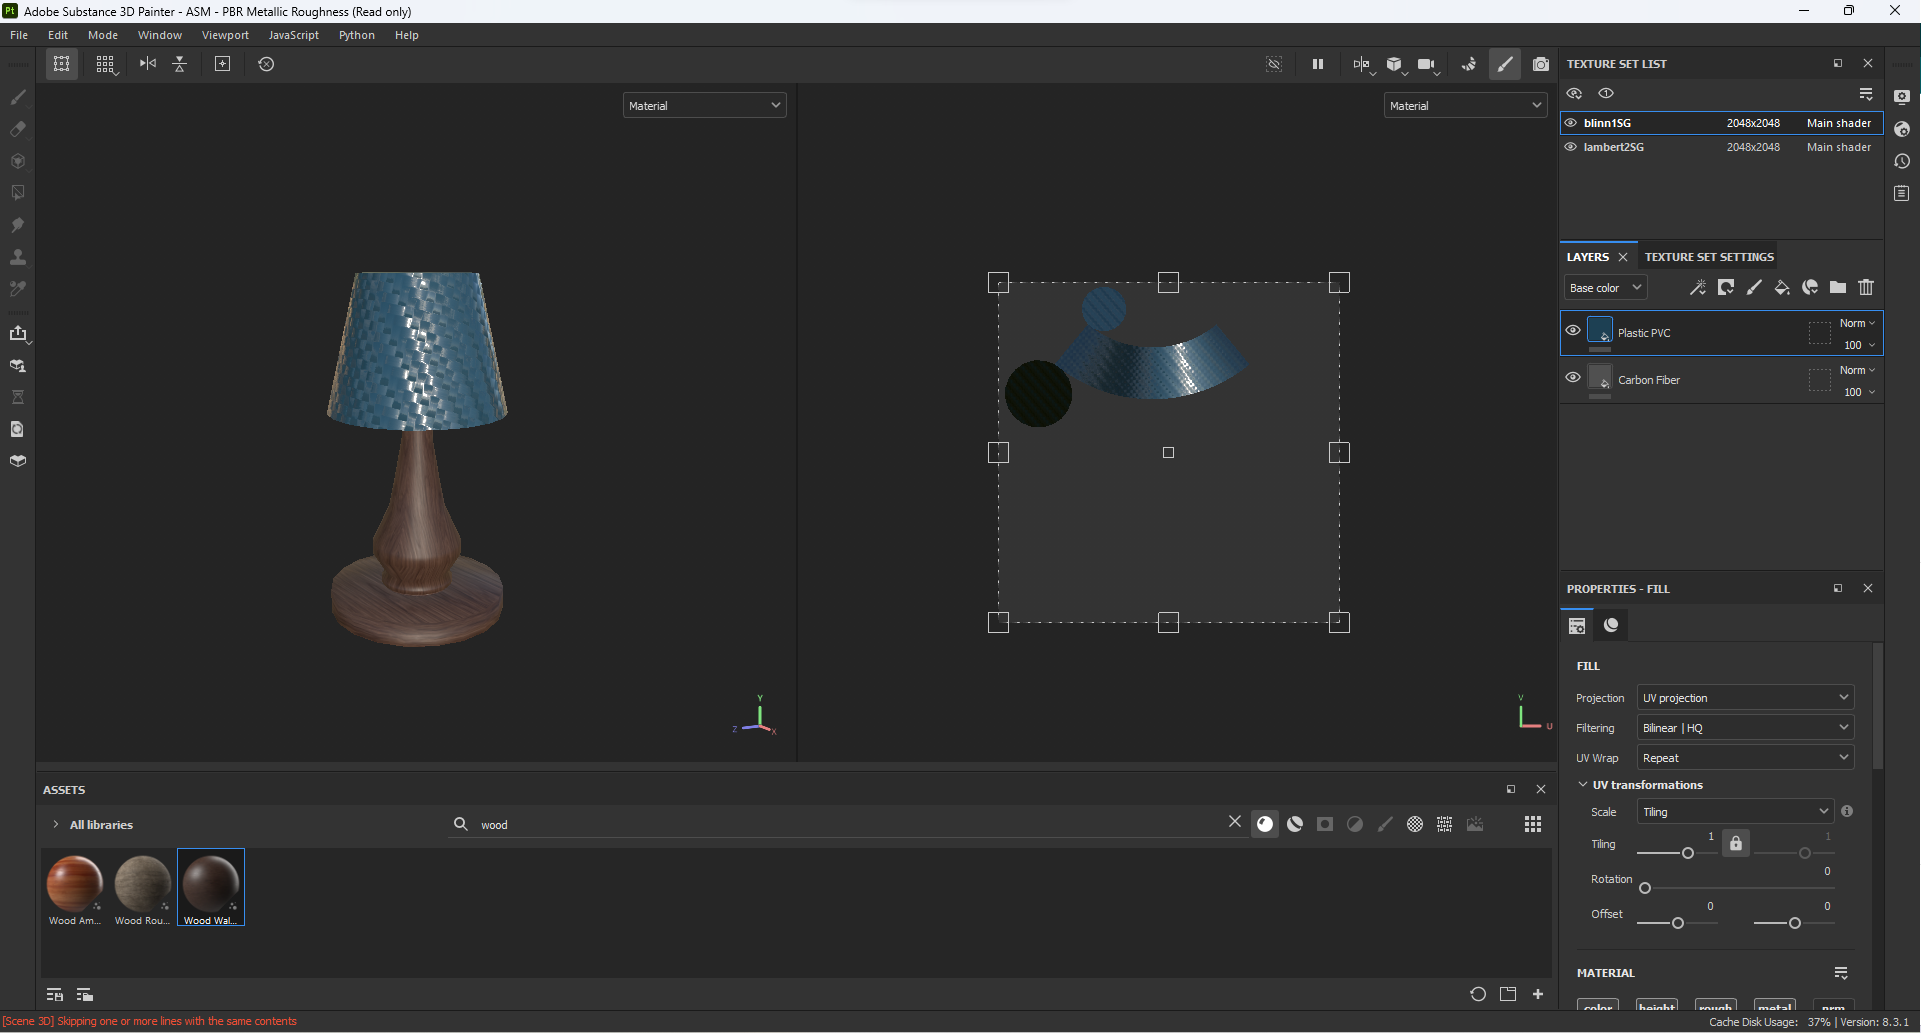 Pt Adobe Substance 3D Painter - ASM - PBR Metallic Roughness (Read only)
File Edit Mode Window Viewport JavaScript Python Help
Material
Material
TEXTURE SET LIST
1
blinn1SG 2048x2048 Main shader
lambert2SG 2048x2048 Main shader
LAYERS TEXTURE SET SETTINGS
Base color
Plastic PVC Norm
100
Carbon Fiber Norm
100
Y
Z
X
V
U
PROPERTIES - FILL
FILL
Projection UV projection
Filtering Bilinear | HQ
UV Wrap Repeat
UV transformations
Scale Tiling
Tiling 1 1
Rotation 0
Offset 0 0
MATERIAL
color height rough metal nrm
ASSETS
All libraries
wood
Wood Am... Wood Rou... Wood Wal...
[Scene 3D] Skipping one or more lines with the same contents
Cache Disk Usage: 37% | Version: 8.3.1